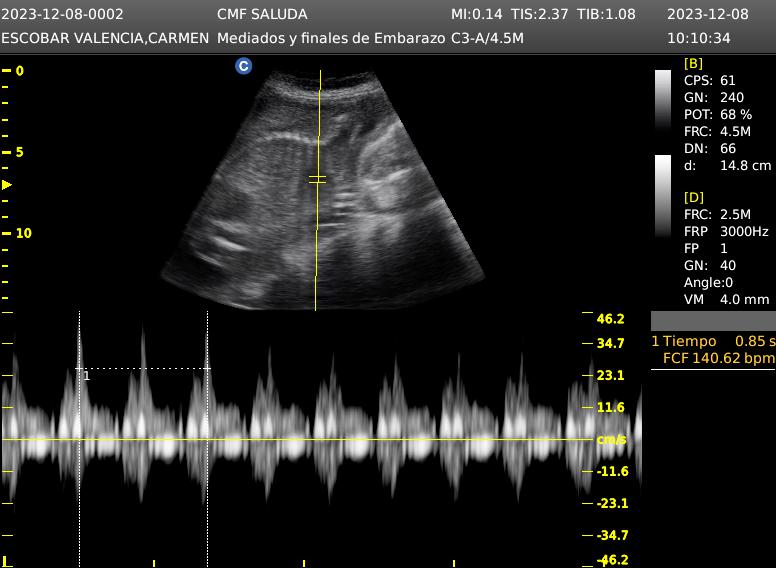 2023-12-08-0002 CMF SALUDA MI:0.14 TIS:2.37 TIB:1.08 2023-12-08
ESCOBAR VALENCIA,CARMEN Mediados y finales de Embarazo C3-A/4.5M 10:10:34
C
0
5
10
[B]
CPS: 61
GN: 240
POT: 68 %
FRC: 4.5M
DN: 66
d: 14.8 cm
[D]
FRC: 2.5M
FRP 3000Hz
FP 1
GN: 40
Angle:0
VM 4.0 mm
1 Tiempo 0.85 s
FCF 140.62 bpm
1
46.2
34.7
23.1
11.6
cm/s
-11.6
-23.1
-34.7
-46.2